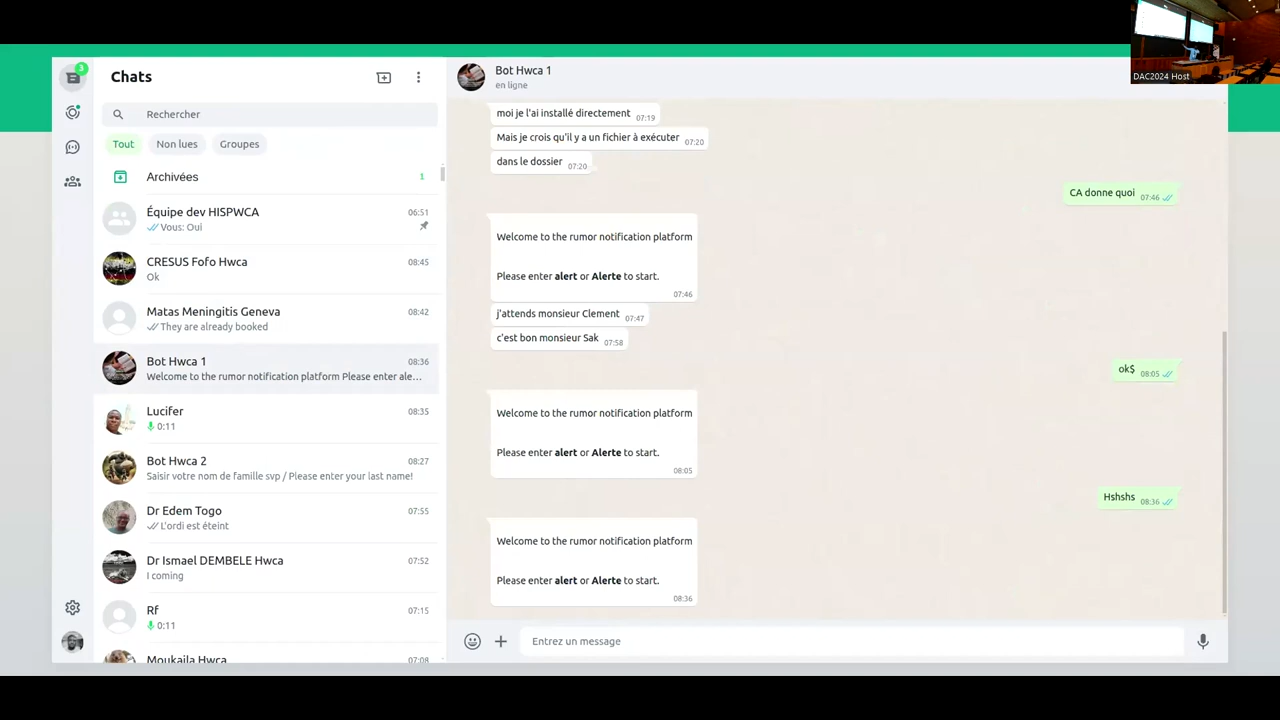 DAC2024 Host
3
Chats
Rechercher
Tout
Non lues
Groupes
Archivées
1
Équipe dev HISPWCA
06:51
Vous: Oui
CRESUS Fofo Hwca
08:45
Ok
Matas Meningitis Geneva
08:42
They are already booked
Bot Hwca 1
08:36
Welcome to the rumor notification platform Please enter ale…
Lucifer
08:35
0:11
Bot Hwca 2
08:27
Saisir votre nom de famille svp / Please enter your last name!
Dr Edem Togo
07:55
L'ordi est éteint
Dr Ismael DEMBELE Hwca
07:52
I coming
Rf
07:15
0:11
Moukaila Hwca
07:08
Bot Hwca 1
en ligne
moi je l'ai installé directement 07:19
Mais je crois qu'il y a un fichier à exécuter 07:20
dans le dossier 07:20
CA donne quoi 07:46
Welcome to the rumor notification platform
Please enter alert or Alerte to start.
07:46
j'attends monsieur Clement 07:47
c'est bon monsieur Sak 07:58
ok$ 08:05
Welcome to the rumor notification platform
Please enter alert or Alerte to start.
08:05
Hshshs 08:36
Welcome to the rumor notification platform
Please enter alert or Alerte to start.
08:36
Entrez un message